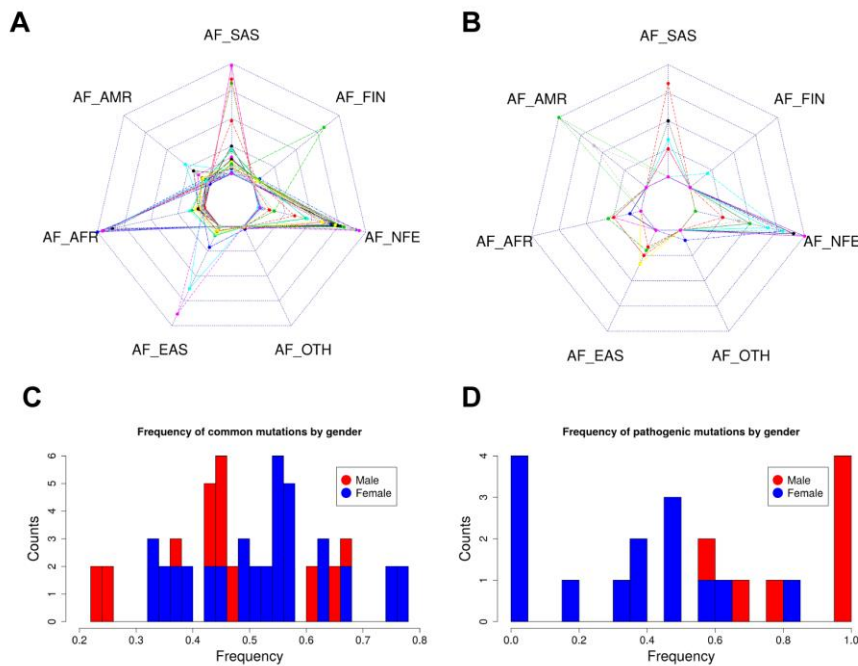 A
B
AF_SAS
AF_SAS
AF_AMR
AF_FIN
AF_AMR
AF_FIN
AF_AFR
AF_NFE
AF_AFR
AF_NFE
AF_EAS
AF_OTH
AF_EAS
AF_OTH
C
D
Frequency of common mutations by gender
Frequency of pathogenic mutations by gender
Counts
0 1 2 3 4 5 6
Male
Female
0.2 0.3 0.4 0.5 0.6 0.7 0.8
Frequency
Counts
0 1 2 3 4
Male
Female
0.0 0.2 0.4 0.6 0.8 1.0
Frequency